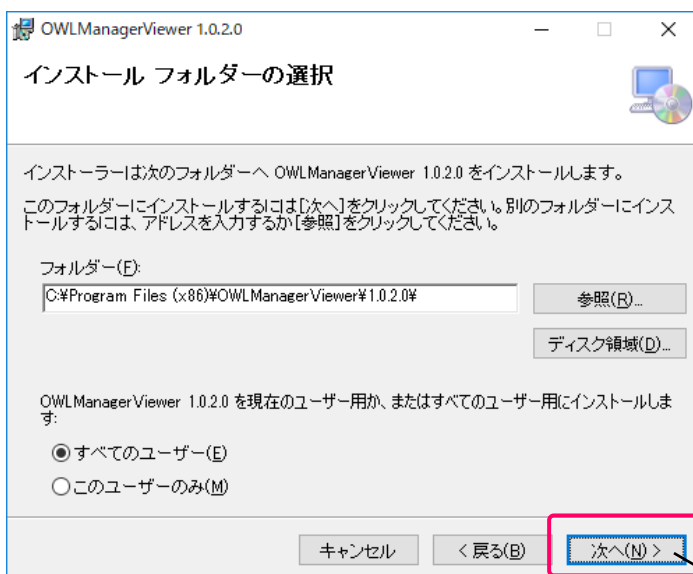 OWLManagerViewer 1.0.2.0
インストール フォルダーの選択
インストーラーは次のフォルダーへ OWLManagerViewer 1.0.2.0 をインストールします。
このフォルダーにインストールするには[次へ]をクリックしてください。別のフォルダーにインス
トールするには、アドレスを入力するか[参照]をクリックしてください。
フォルダー(F):
C:¥Program Files (x86)¥OWLManagerViewer¥1.0.2.0¥
参照(R)...
ディスク領域(D)...
OWLManagerViewer 1.0.2.0 を現在のユーザー用か、またはすべてのユーザー用にインストールしま
す:
すべてのユーザー(E)
このユーザーのみ(M)
キャンセル
< 戻る(B)
次へ(N) >